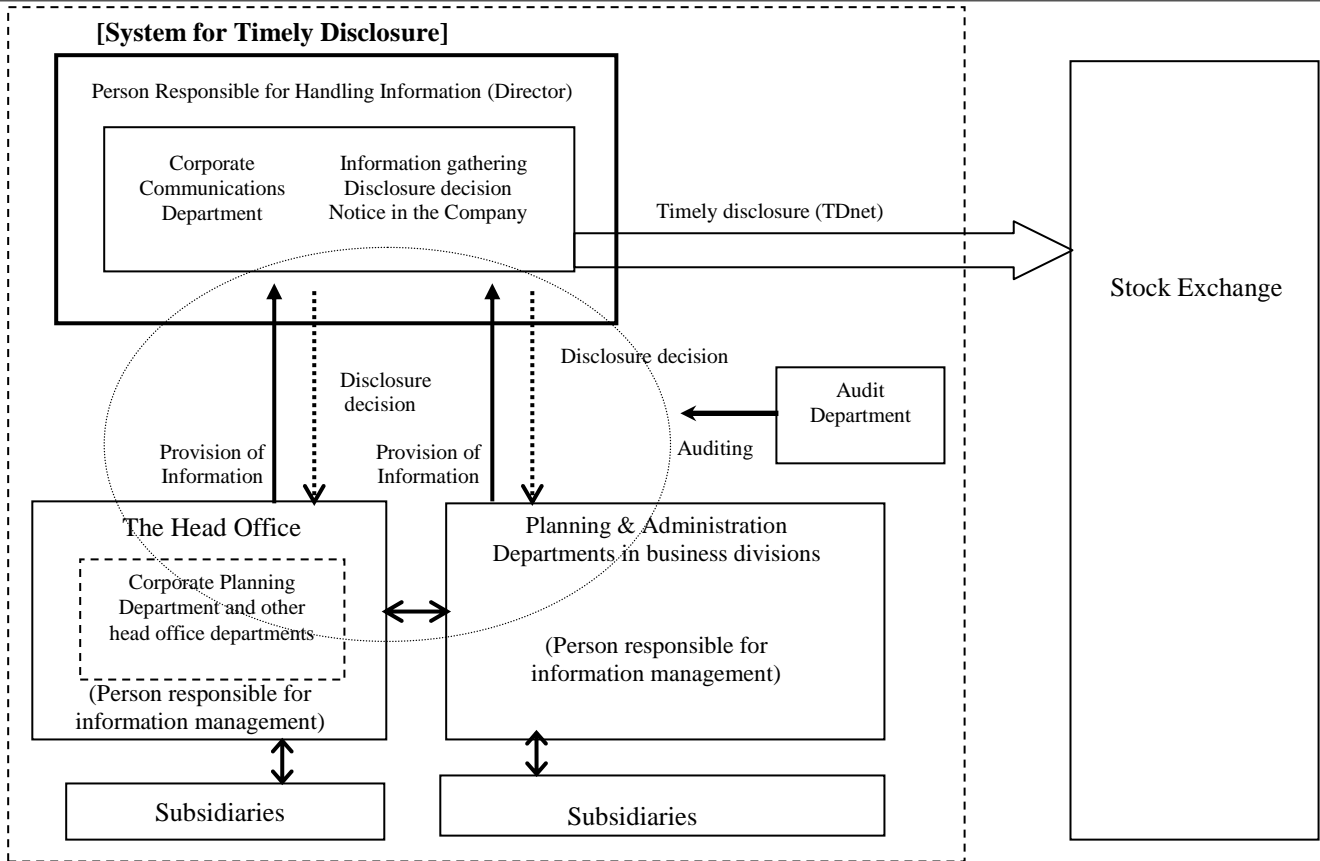 [System for Timely Disclosure]
Person Responsible for Handling Information (Director)
Corporate
Communications
Department
Information gathering
Disclosure decision
Notice in the Company
Timely disclosure (TDnet)
Stock Exchange
Disclosure decision
Disclosure
decision
Audit
Department
Auditing
Provision of
Information
Provision of
Information
The Head Office
Corporate Planning
Department and other
head office departments
(Person responsible for
information management)
Planning & Administration
Departments in business divisions
(Person responsible for
information management)
Subsidiaries
Subsidiaries